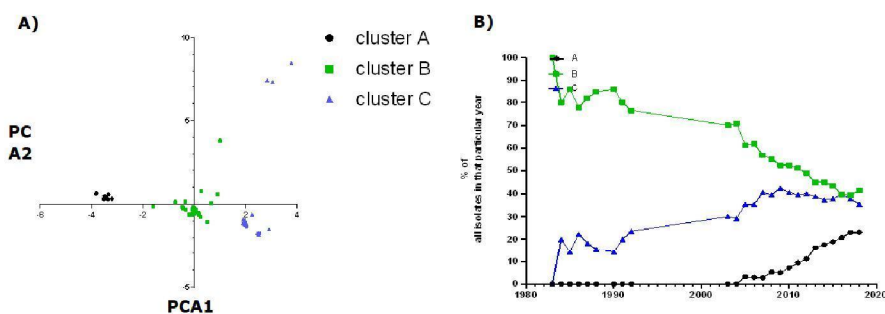 A)
PC
A2
PCA1
10
5
-5
-6
-4
-2
0
2
4
cluster A
cluster B
cluster C
B)
% of
all isolates in that particular year
100
90
80
70
60
50
40
30
20
10
0
1980
1990
2000
2010
2020
A
B
C